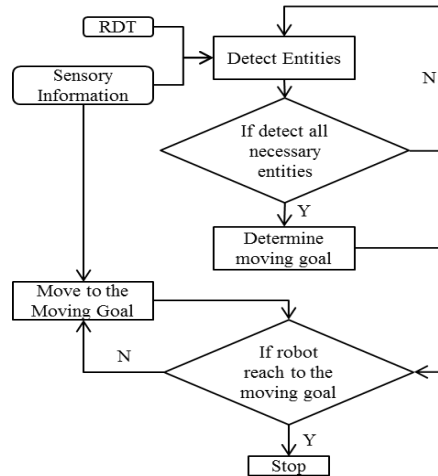 RDT
Detect Entities
Sensory
Information
N
If detect all
necessary
entities
Y
Determine
moving goal
Move to the
Moving Goal
N
If robot
reach to the
moving goal
Y
Stop